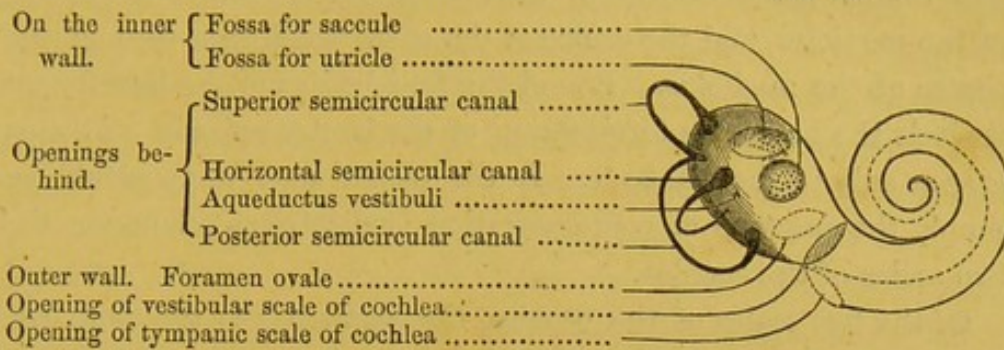 On the inner wall.
Fossa for saccule ....................
Fossa for utricle .........................
Openings be-
hind.
Superior semicircular canal ........
Horizontal semicircular canal ......
Aqueductus vestibuli .................
Posterior semicircular canal ........
Outer wall. Foramen ovale ...............................
Opening of vestibular scale of cochlea....................
Opening of tympanic scale of cochlea ....................